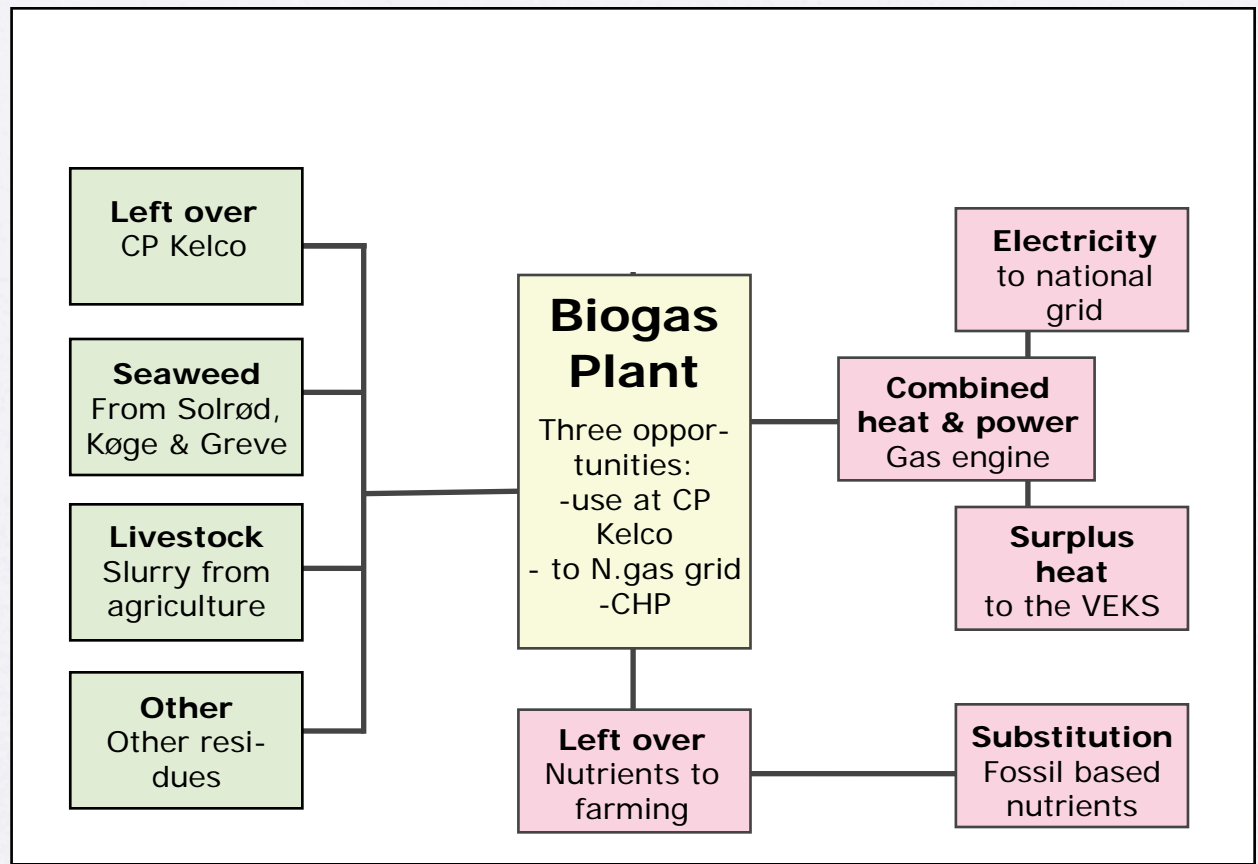 Left over
CP Kelco
Seaweed
From Solrød,
Køge & Greve
Livestock
Slurry from
agriculture
Other
Other resi-
dues
Biogas
Plant
Three oppor-
tunities:
-use at CP
Kelco
- to N.gas grid
-CHP
Left over
Nutrients to
farming
Electricity
to national
grid
Combined
heat & power
Gas engine
Surplus
heat
to the VEKS
Substitution
Fossil based
nutrients